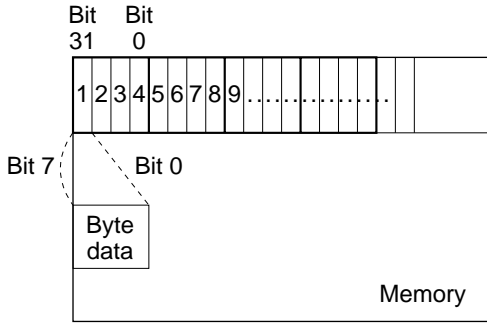 Bit Bit
31 0
1 2 3 4 5 6 7 8 9 ................
Bit 7 Bit 0
Byte
data
Memory